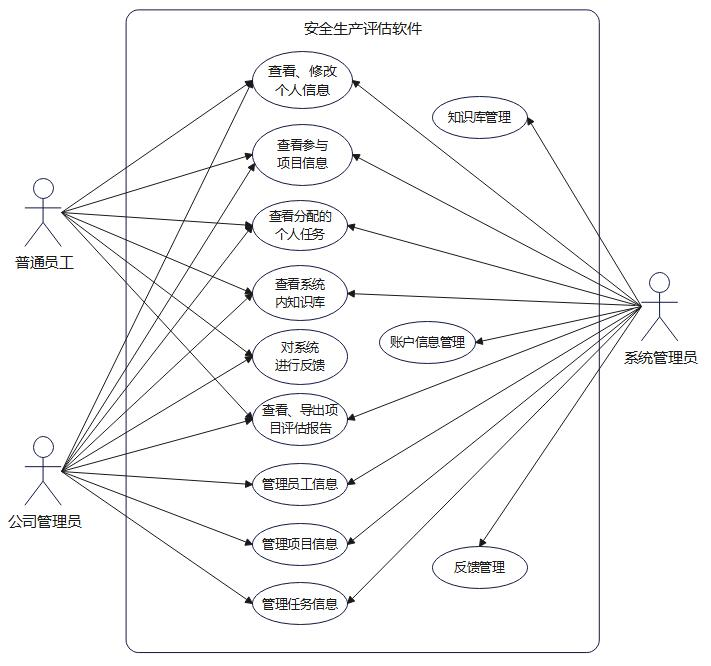 安全生产评估软件
查看、修改
个人信息
知识库管理
查看参与
项目信息
普通员工
查看分配的
个人任务
查看系统
内知识库
账户信息管理
系统管理员
对系统
进行反馈
查看、导出项
目评估报告
公司管理员
管理员工信息
管理项目信息
反馈管理
管理任务信息